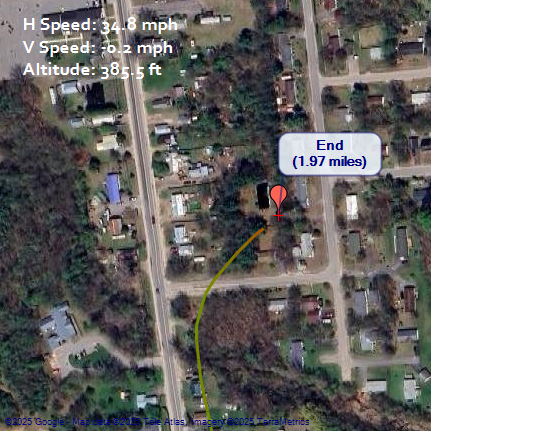 H Speed: 34.8 mph
V Speed: -0.2 mph
Altitude: 385.5 ft
End
(1.97 miles)
©2025 Google - Map data ©2025 Tele Atlas, Imagery ©2025 TerraMetrics